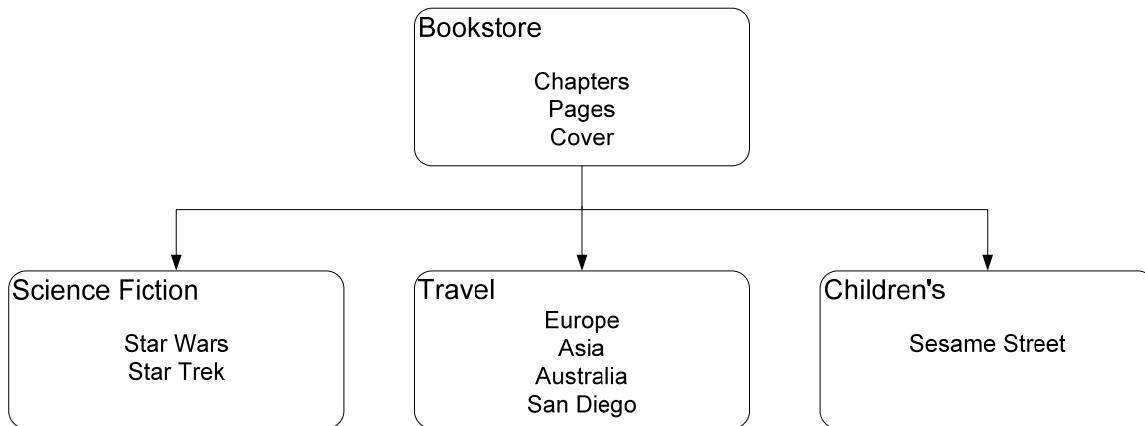 Bookstore
Chapters
Pages
Cover
Science Fiction
Star Wars
Star Trek
Travel
Europe
Asia
Australia
San Diego
Children's
Sesame Street